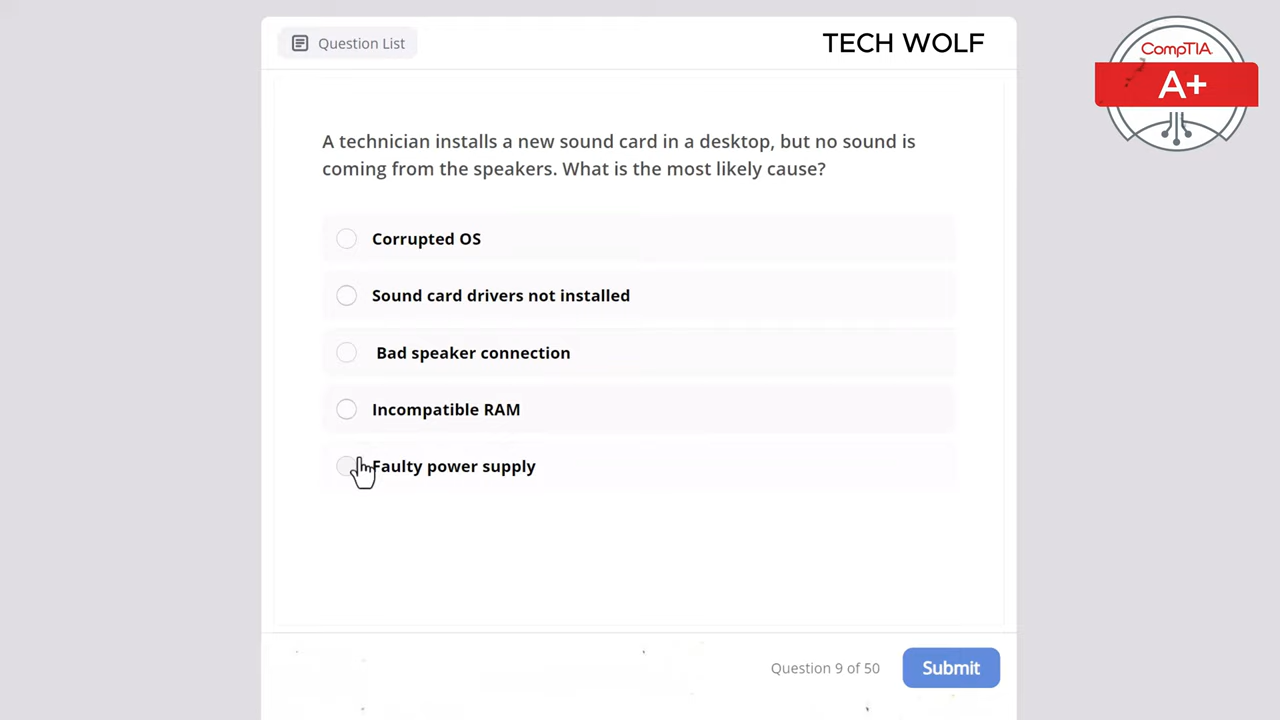 Question List
TECH WOLF
CompTIA.
A+
A technician installs a new sound card in a desktop, but no sound is
coming from the speakers. What is the most likely cause?
Corrupted OS
Sound card drivers not installed
Bad speaker connection
Incompatible RAM
Faulty power supply
Question 9 of 50
Submit